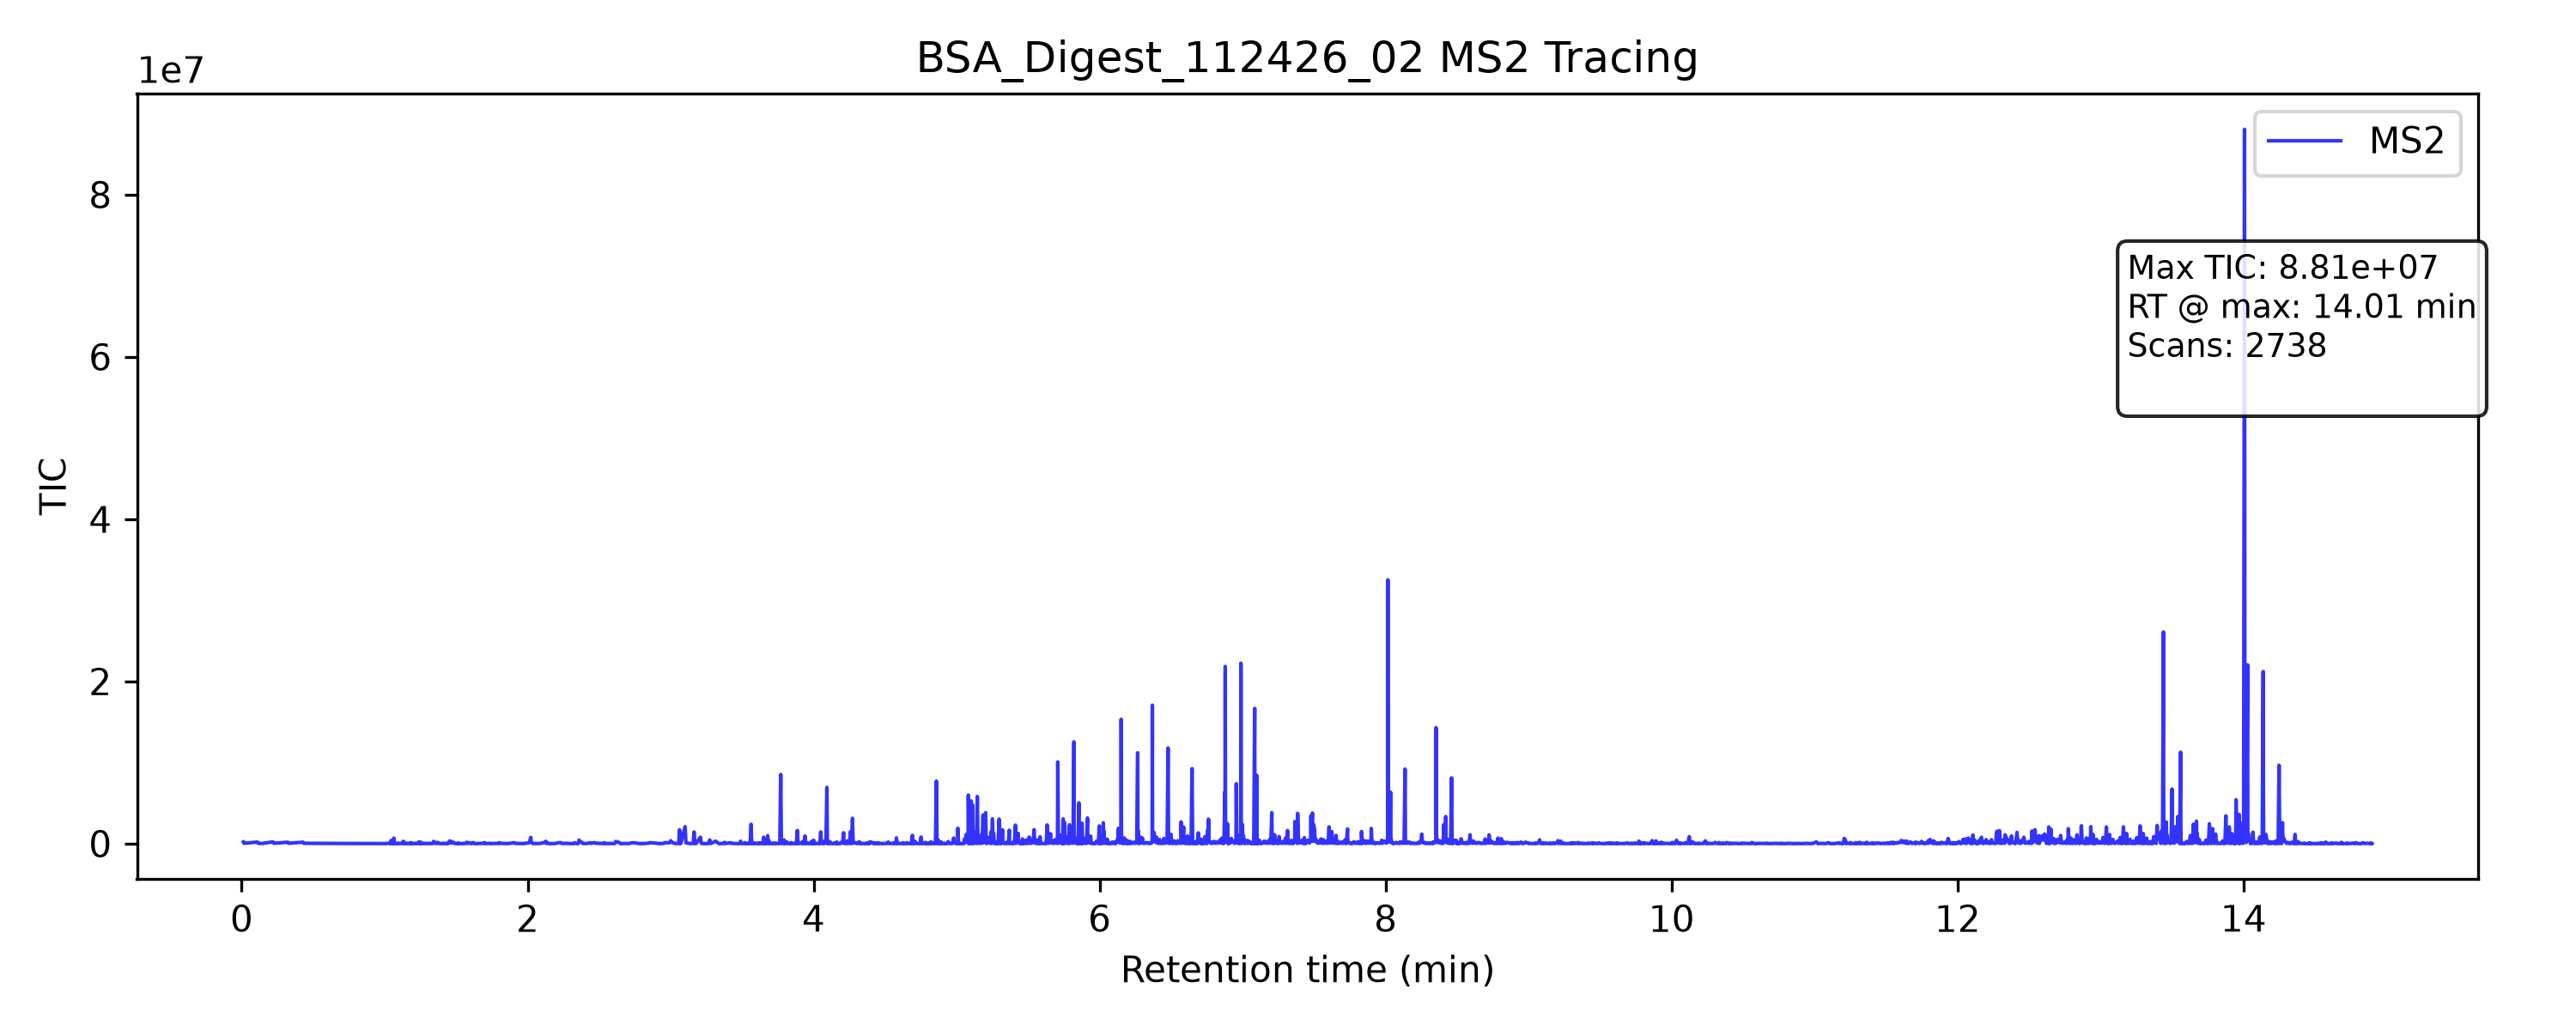 BSA_Digest_112426_02 MS2 Tracing
1e7
MS2
Max TIC: 8.81e+07
RT @ max: 14.01 min
Scans: 2738
8
6
4
2
0
TIC
0 2 4 6 8 10 12 14
Retention time (min)